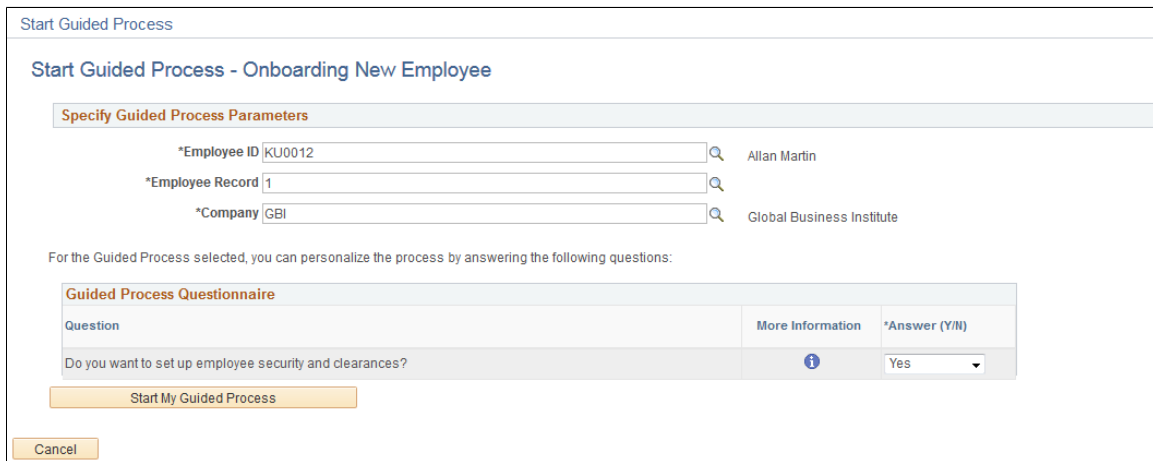 Start Guided Process
Start Guided Process - Onboarding New Employee
Specify Guided Process Parameters
*Employee ID KU0012 Allan Martin
*Employee Record 1
*Company GBI Global Business Institute
For the Guided Process selected, you can personalize the process by answering the following questions:
Guided Process Questionnaire
Question More Information *Answer (Y/N)
Do you want to set up employee security and clearances? Yes
Start My Guided Process
Cancel